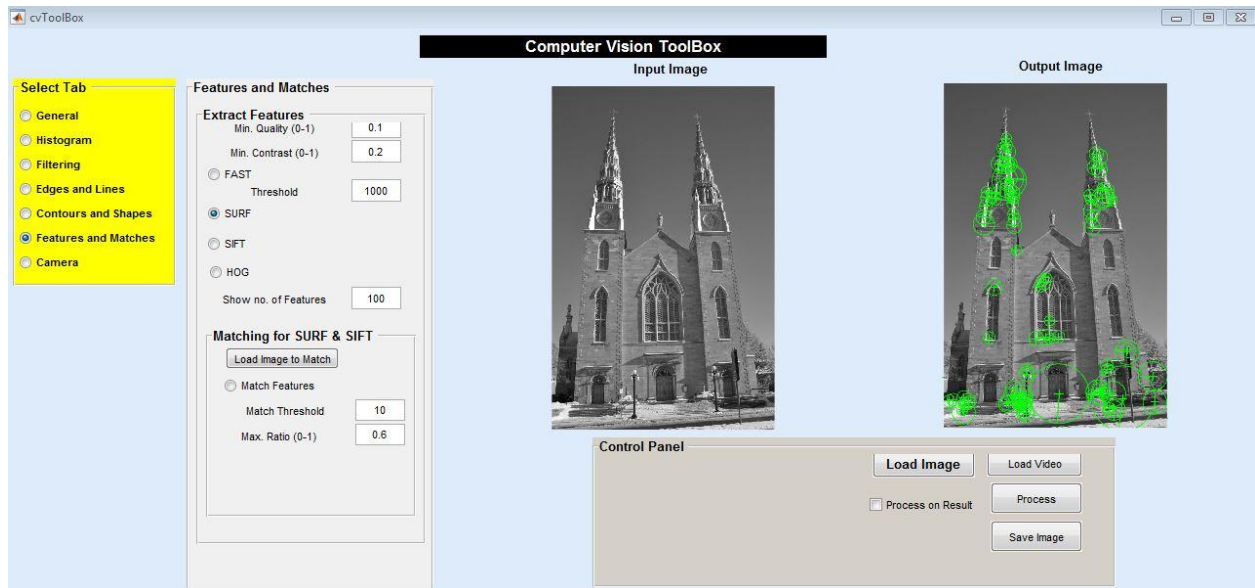 cvToolBox
Computer Vision ToolBox
Select Tab
General
Histogram
Filtering
Edges and Lines
Contours and Shapes
Features and Matches
Camera
Features and Matches
Extract Features
Min. Quality (0-1) 0.1
Min. Contrast (0-1) 0.2
FAST
Threshold 1000
SURF
SIFT
HOG
Show no. of Features 100
Matching for SURF & SIFT
Load Image to Match
Match Features
Match Threshold 10
Max. Ratio (0-1) 0.6
Input Image
Output Image
Control Panel
Load Image Load Video
Process on Result Process
Save Image